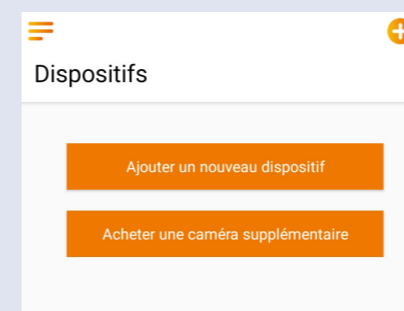 Dispositifs
Ajouter un nouveau dispositif
Acheter une caméra supplémentaire